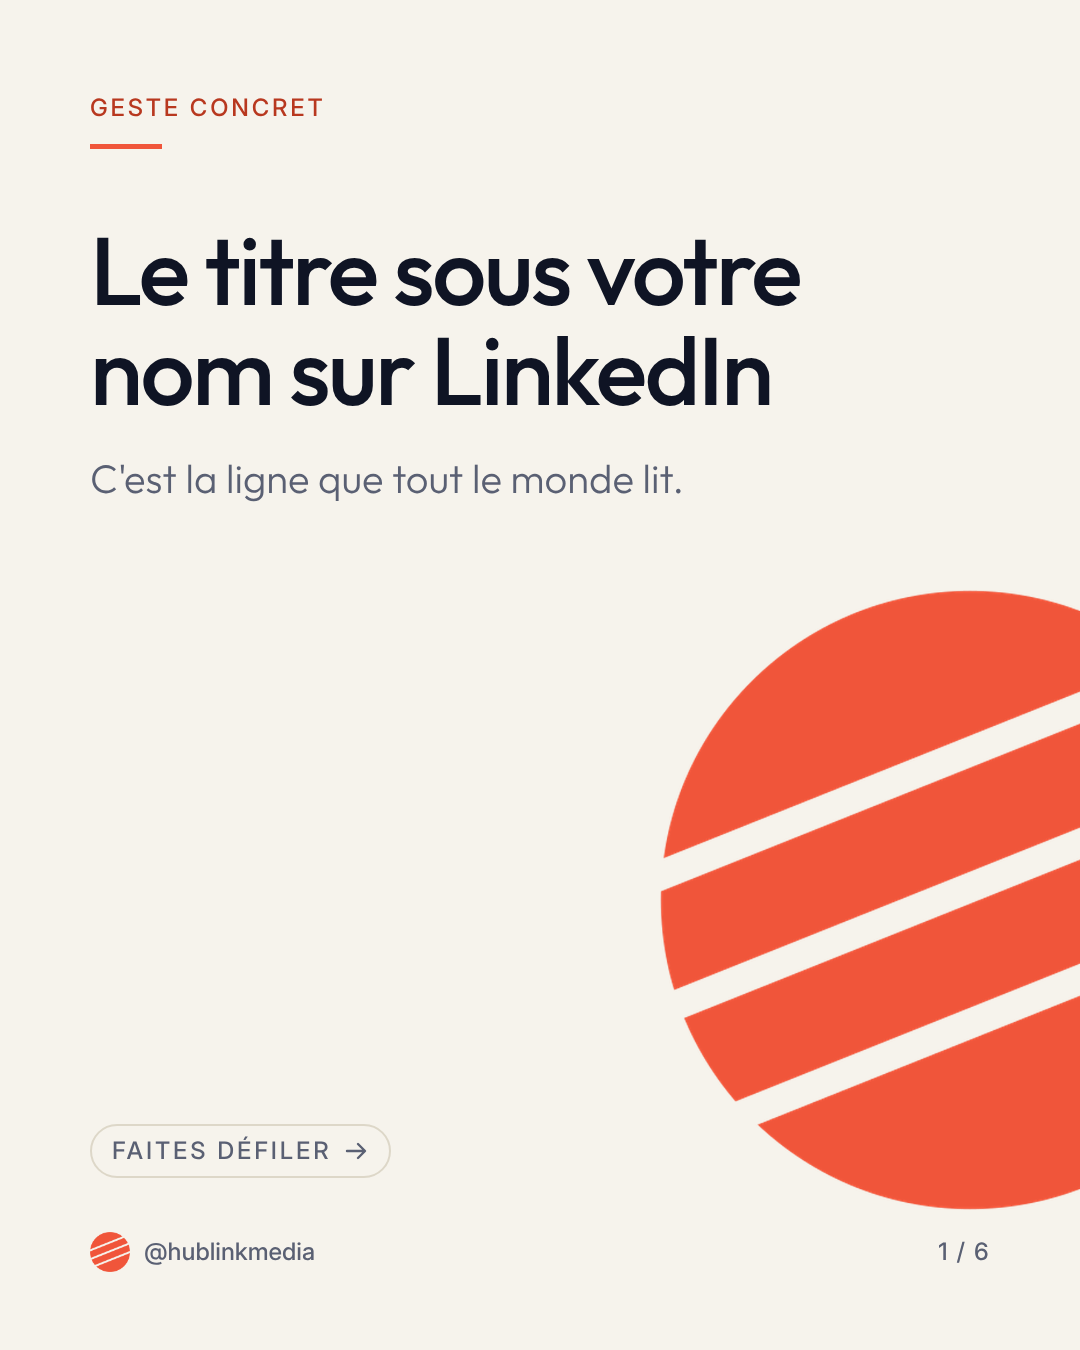 GESTE CONCRET
Le titre sous votre
nom sur LinkedIn
C'est la ligne que tout le monde lit.
FAITES DÉFILER →
@hublinkmedia
1 / 6